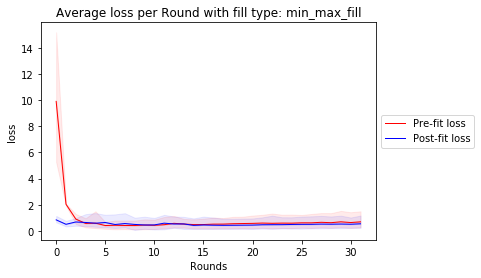 Average loss per Round with fill type: min_max_fill
14
12
10
8
6
4
2
0
loss
0 5 10 15 20 25 30
Rounds
Pre-fit loss
Post-fit loss